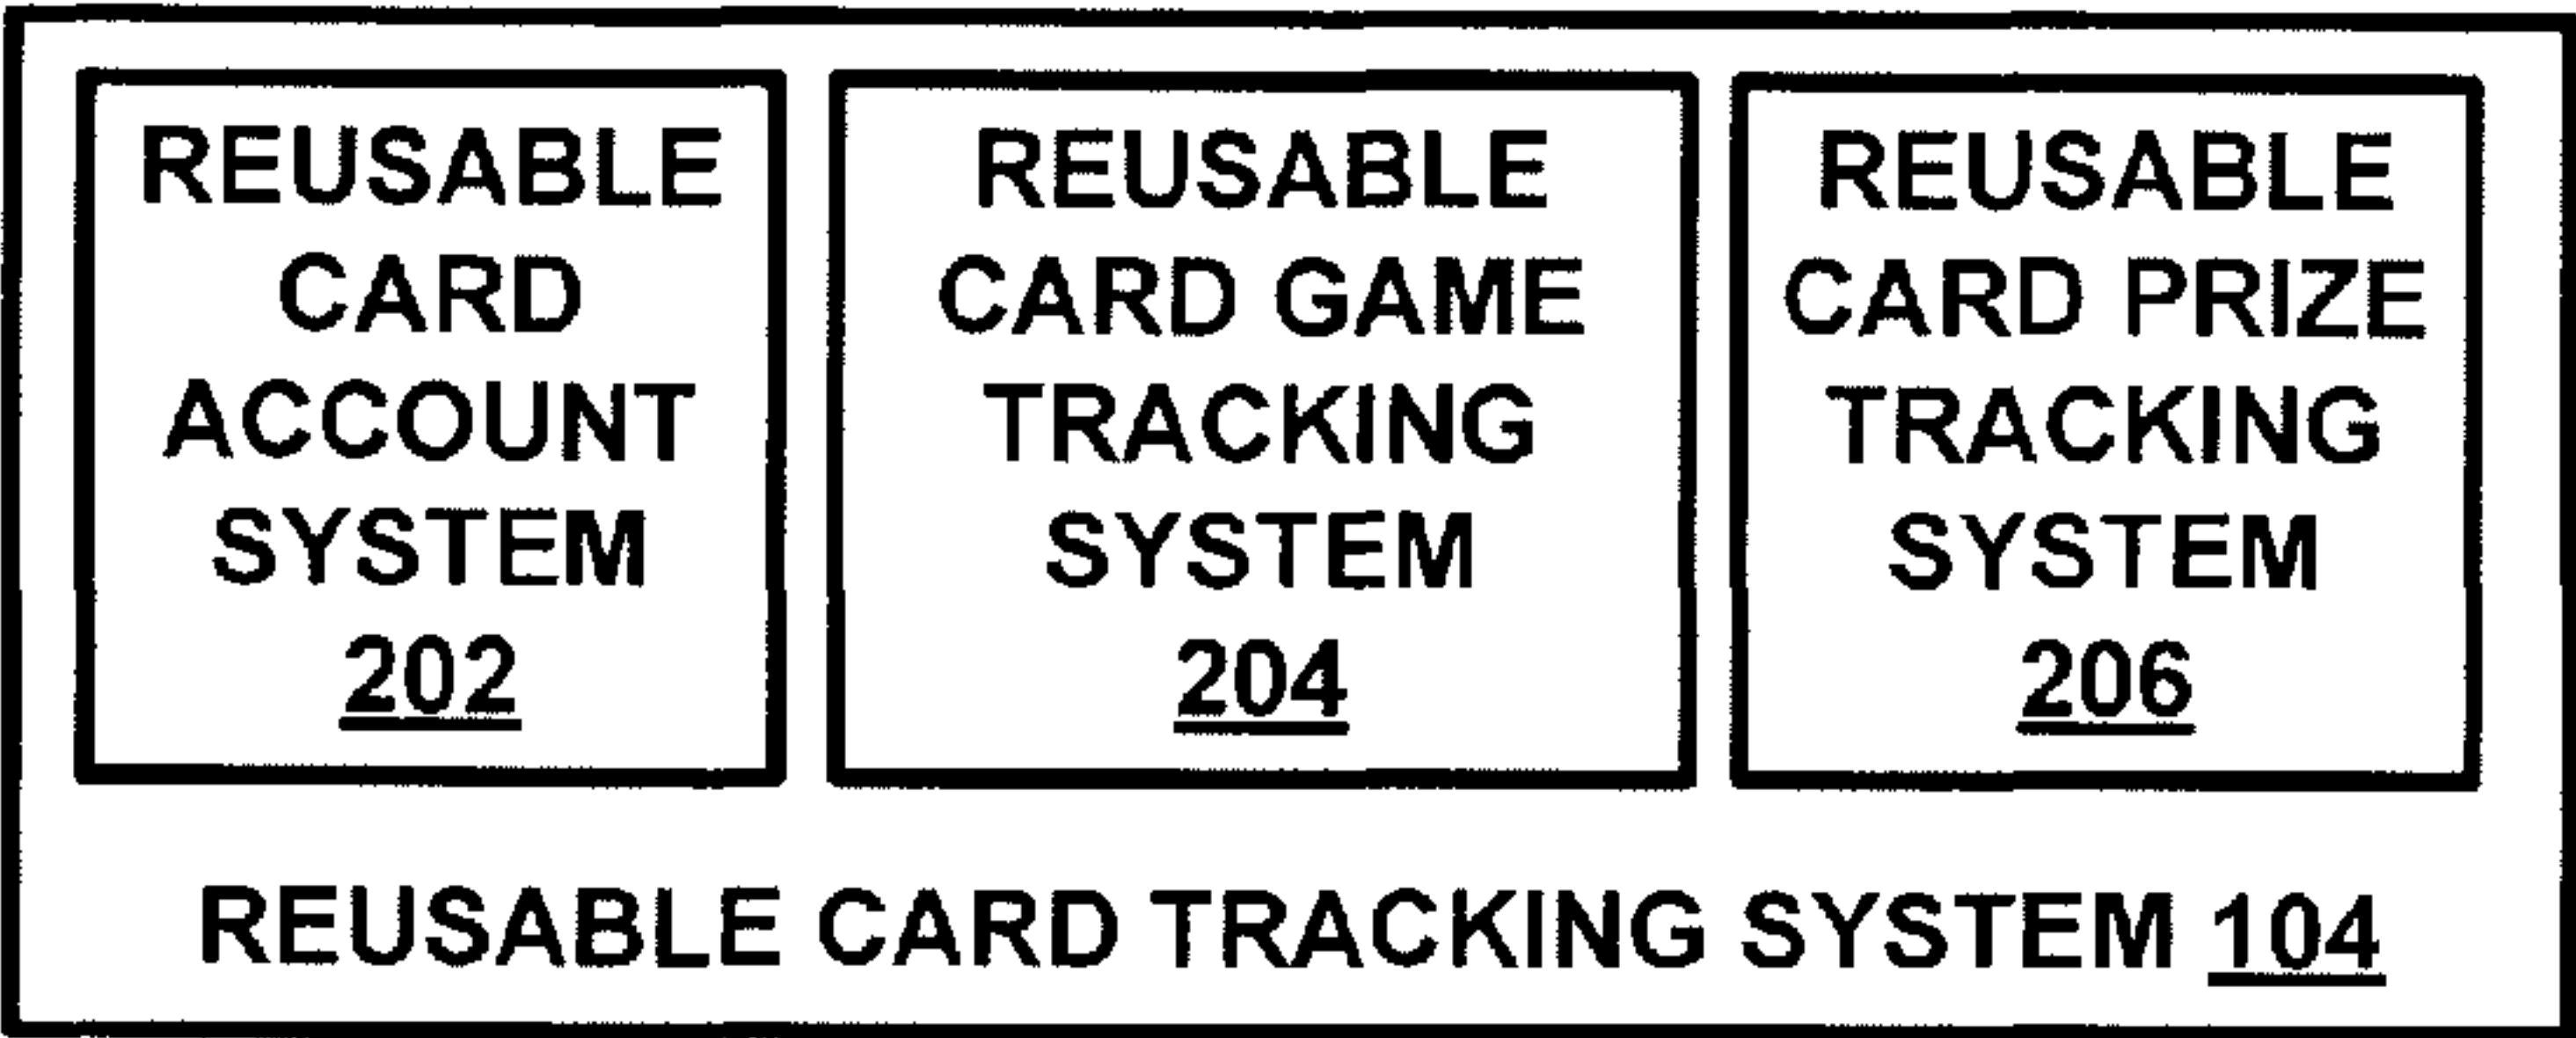 REUSABLE
CARD
ACCOUNT
SYSTEM
202
REUSABLE
CARD GAME
TRACKING
SYSTEM
204
REUSABLE
CARD PRIZE
TRACKING
SYSTEM
206
REUSABLE CARD TRACKING SYSTEM 104